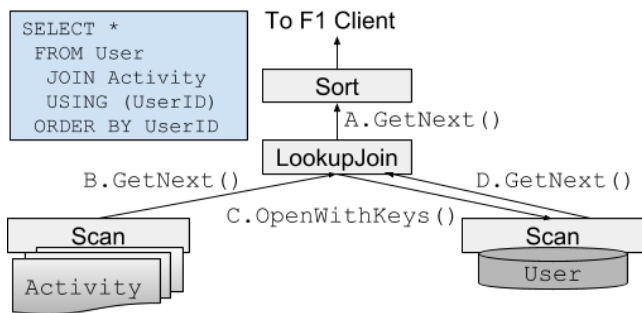 SELECT *
FROM User
JOIN Activity
USING (UserID)
ORDER BY UserID
To F1 Client
Sort
A.GetNext()
LookupJoin
B.GetNext()
D.GetNext()
C.OpenWithKeys()
Scan
Scan
Activity
User